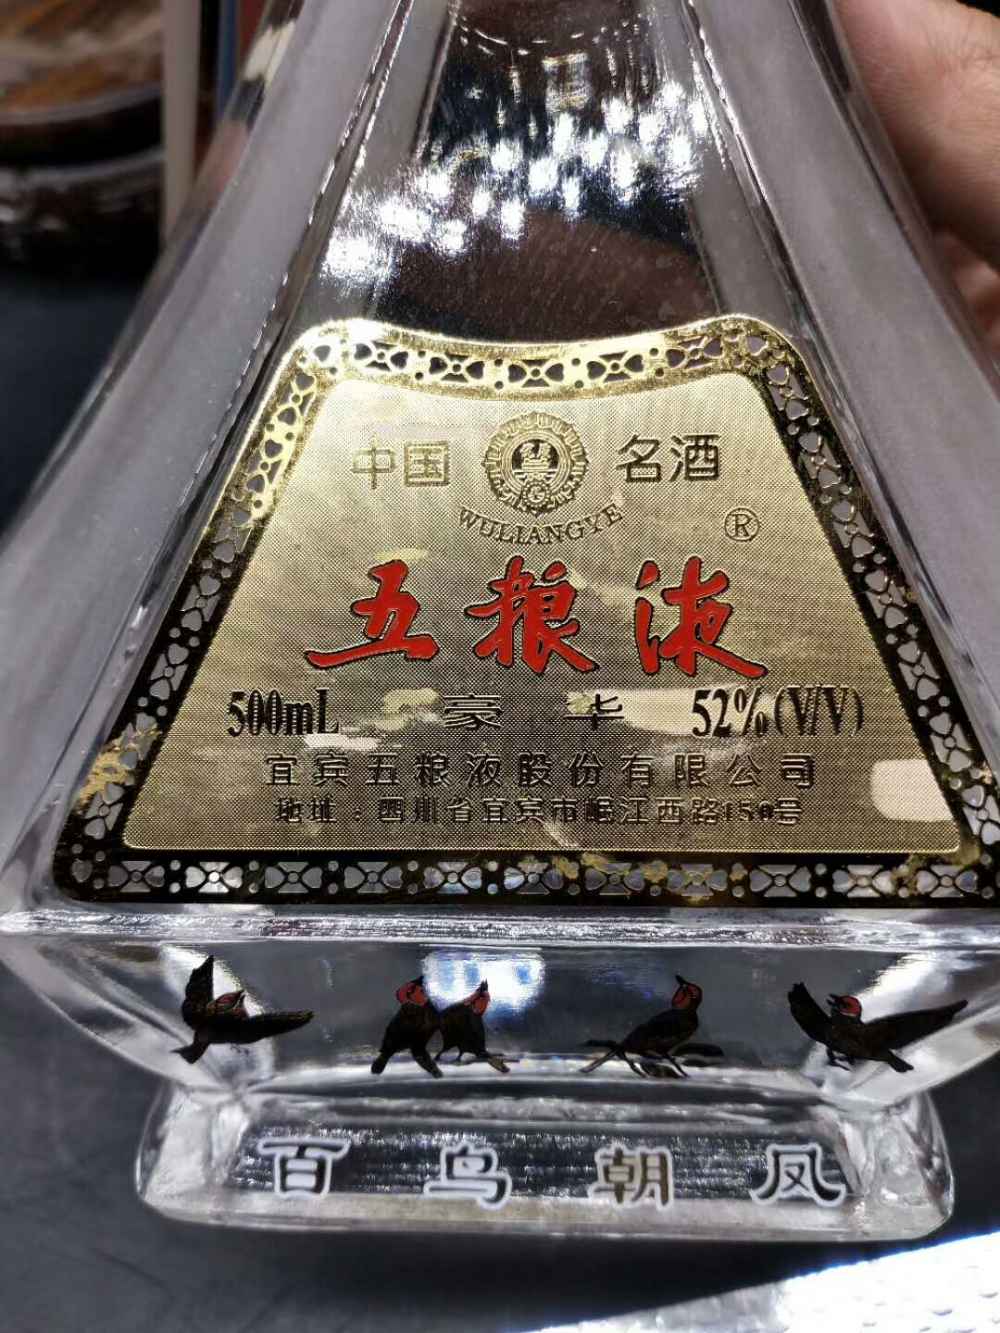 中国 名酒
WULIANGYE
®
五粮液
500mL 豪华 52%(V/V)
宜宾五粮液股份有限公司
地址：四川省宜宾市岷江西路150号
百鸟朝凤